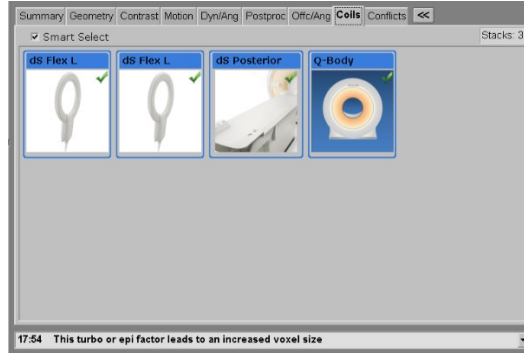 Summary Geometry Contrast Motion Dyn/Ang Postproc Offc/Ang Coils Conflicts <<
Smart Select Stacks: 3
dS Flex L dS Flex L dS Posterior Q-Body
17:54 This turbo or epi factor leads to an increased voxel size